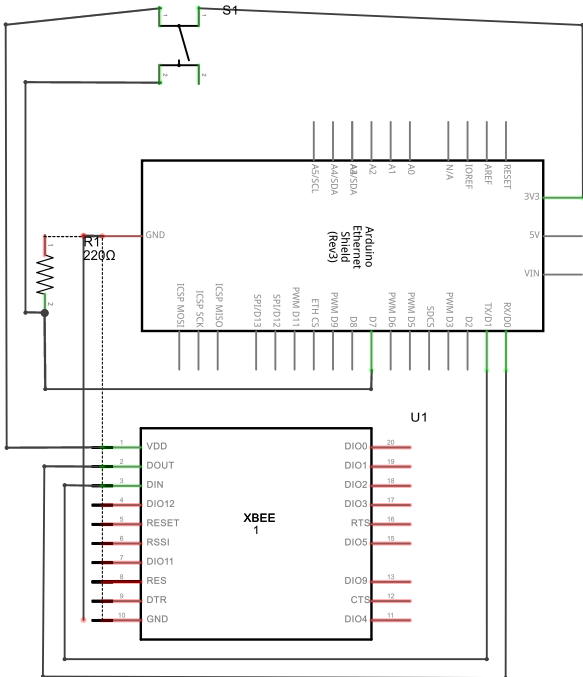 S1
1
1
2
2
A5/SCL
A4/SDA
A2
A1
A0
N/A
IOREF
AREF
RESET
3V3
5V
VIN
GND
Arduino
Ethernet
Shield
(Rev3)
R1
220Ω
1
2
ICSP MOSI
ICSP SCK
ICSP MISO
SPI/D13
SPI/D12
PWM D11
ETH CS
PWM D9
D8
D7
PWM D6
PWM D5
SDCS
PWM D3
D2
TX/D1
RX/D0
U1
1 VDD
2 DOUT
3 DIN
4 DIO12
5 RESET
6 RSSI
7 DIO11
8 RES
9 DTR
10 GND
XBEE
1
DIO0 20
DIO1 19
DIO2 18
DIO3 17
RTS 16
DIO5 15
DIO9 13
CTS 12
DIO4 11